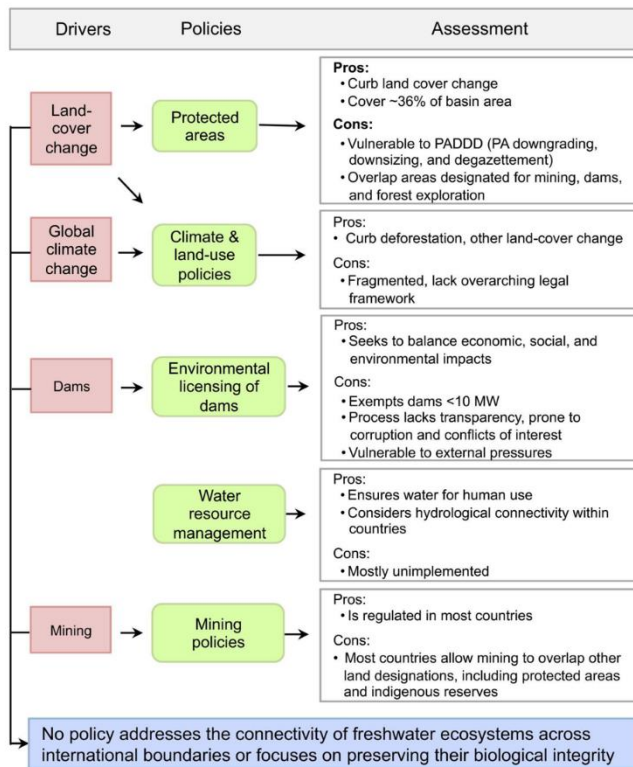 Drivers
Policies
Assessment
Land-
cover
change
Protected
areas
Pros:
• Curb land cover change
• Cover ~36% of basin area
Cons:
• Vulnerable to PADDD (PA downgrading,
downsizing, and degazettement)
• Overlap areas designated for mining, dams,
and forest exploration
Global
climate
change
Climate &
land-use
policies
Pros:
• Curb deforestation, other land-cover change
Cons:
• Fragmented, lack overarching legal
framework
Dams
Environmental
licensing of
dams
Pros:
• Seeks to balance economic, social, and
environmental impacts
Cons:
• Exempts dams <10 MW
• Process lacks transparency, prone to
corruption and conflicts of interest
• Vulnerable to external pressures
Water
resource
management
Pros:
• Ensures water for human use
• Considers hydrological connectivity within
countries
Cons:
• Mostly unimplemented
Mining
Mining
policies
Pros:
• Is regulated in most countries
Cons:
• Most countries allow mining to overlap other
land designations, including protected areas
and indigenous reserves
No policy addresses the connectivity of freshwater ecosystems across
international boundaries or focuses on preserving their biological integrity